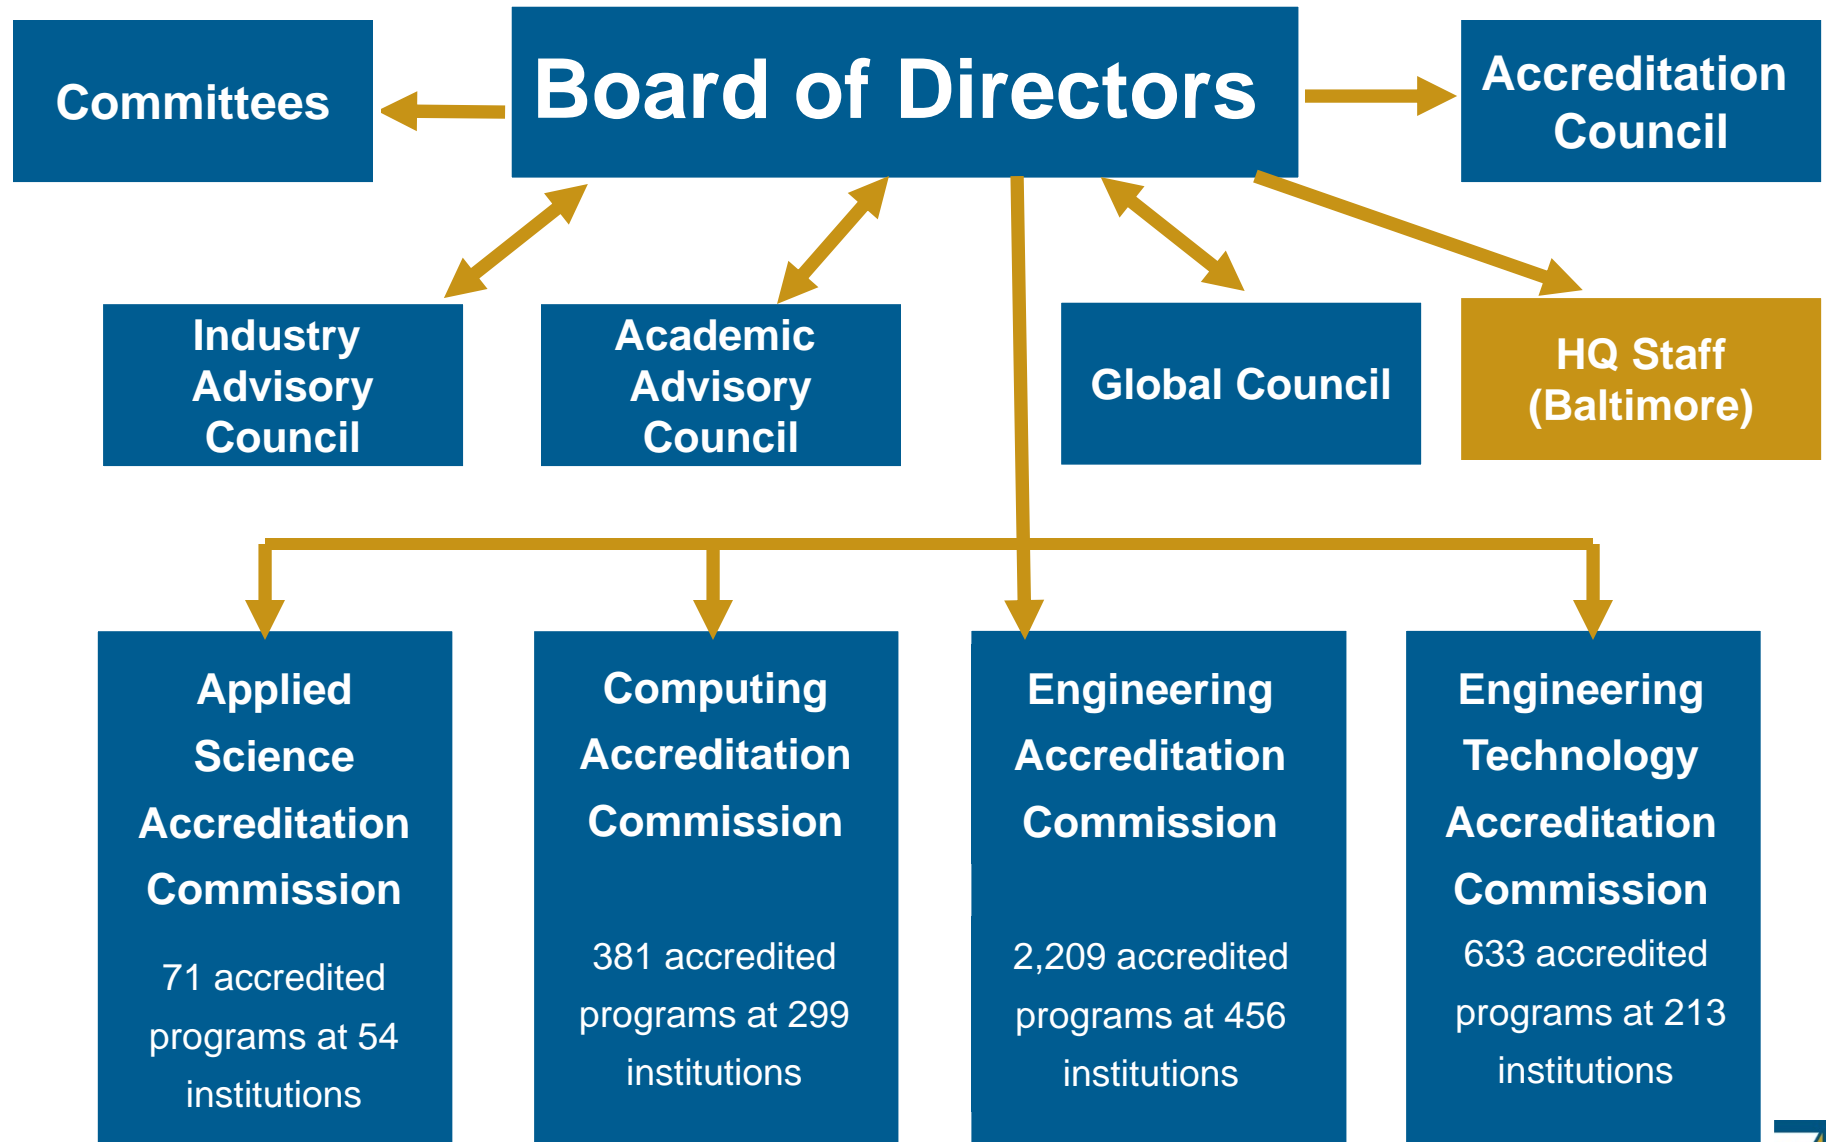 Committees
Board of Directors
Accreditation
Council
Industry
Advisory
Council
Academic
Advisory
Council
Global Council
HQ Staff
(Baltimore)
Applied
Science
Accreditation
Commission
71 accredited
programs at 54
institutions
Computing
Accreditation
Commission
381 accredited
programs at 299
institutions
Engineering
Accreditation
Commission
2,209 accredited
programs at 456
institutions
Engineering
Technology
Accreditation
Commission
633 accredited
programs at 213
institutions